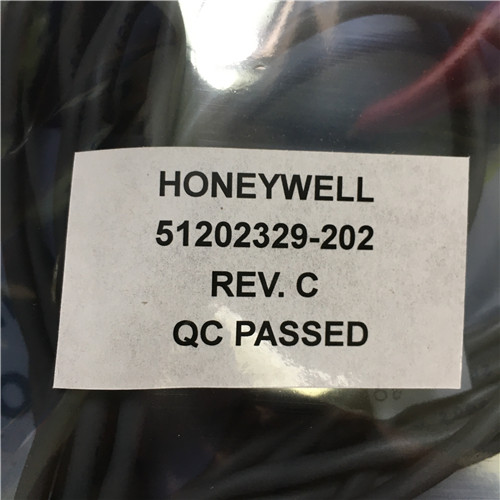 HONEYWELL
51202329-202
REV. C
QC PASSED